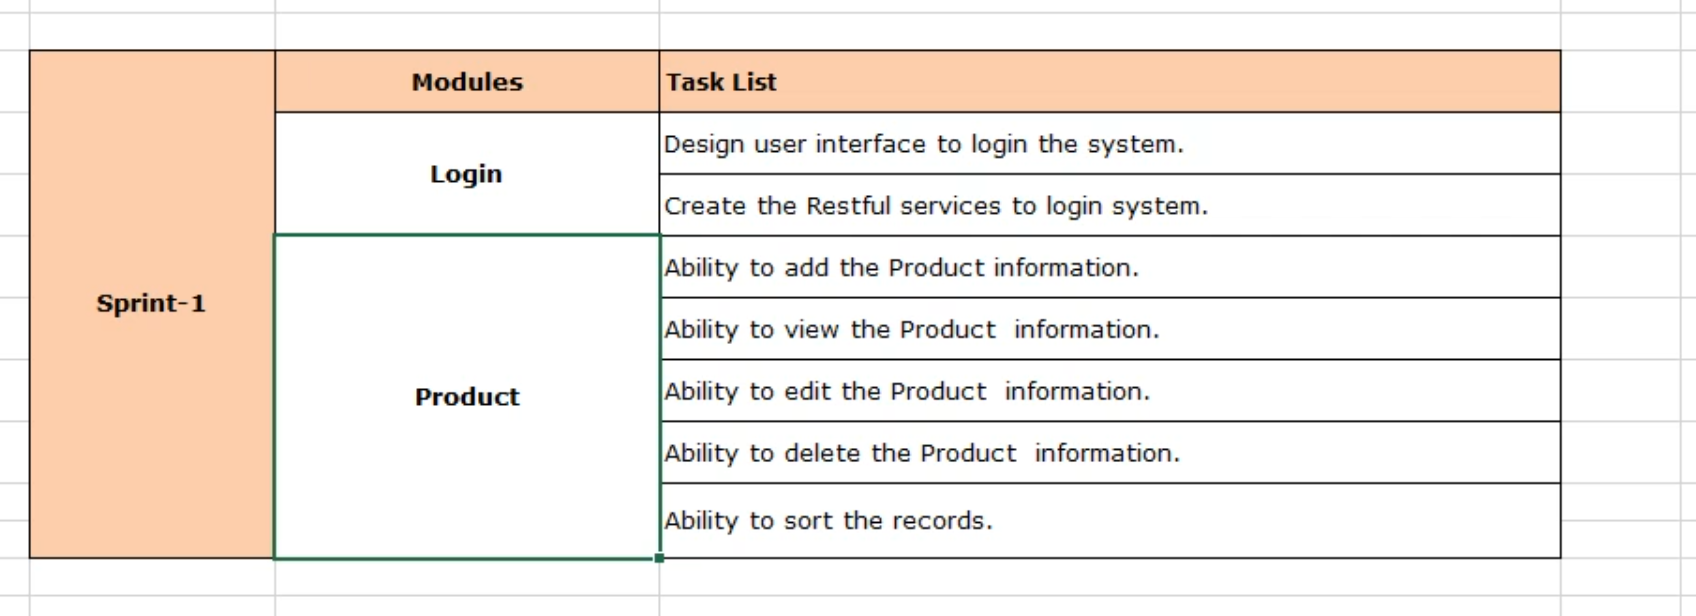 Modules
Task List
Login
Design user interface to login the system.
Create the Restful services to login system.
Sprint-1
Product
Ability to add the Product information.
Ability to view the Product  information.
Ability to edit the Product  information.
Ability to delete the Product  information.
Ability to sort the records.